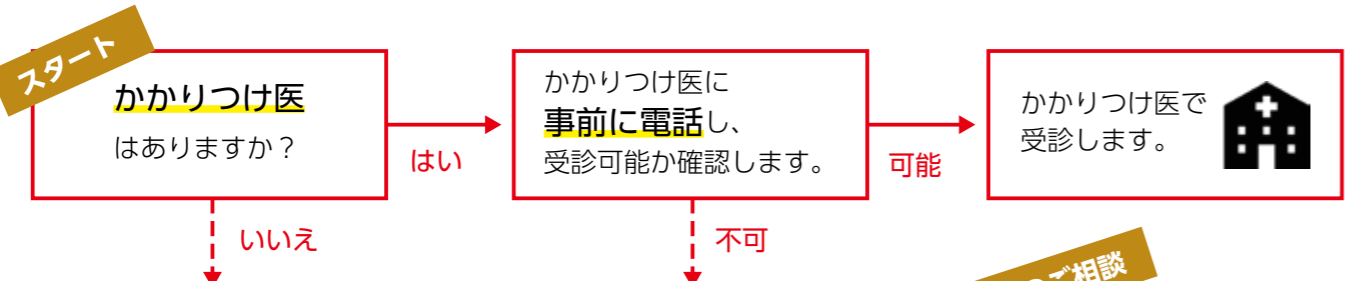 スタート
かかりつけ医
はありますか？
はい
かかりつけ医に
事前に電話し、
受診可能か確認します。
可能
かかりつけ医で
受診します。
いいえ
不可
ご相談